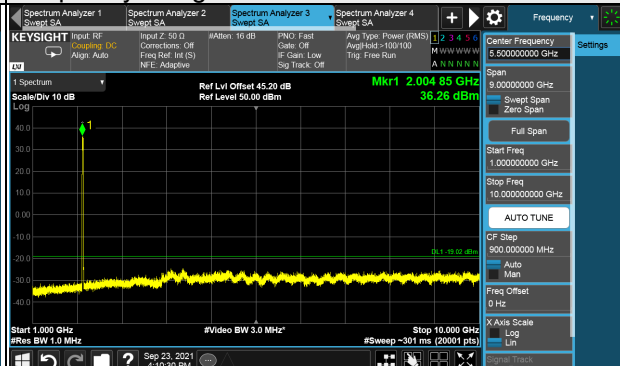 Spectrum Analyzer 1
Swept SA
Spectrum Analyzer 2
Swept SA
Spectrum Analyzer 3
Swept SA
Spectrum Analyzer 4
Swept SA
+
Frequency
KEYSIGHT
Input: RF
Coupling: DC
Align: Auto
Input Z: 50 Ω
Corrections: Off
Freq Ref: Int (S)
NFE: Adaptive
#Atten: 16 dB
PNO: Fast
Gate: Off
IF Gain: Low
Sig Track: Off
Avg Type: Power (RMS)
Avg|Hold:>100/100
Trig: Free Run
1 2 3 4 5 6
M W W W W W
A N N N N N
LXI
1 Spectrum
Scale/Div 10 dB
Log
Ref Lvl Offset 45.20 dB
Ref Level 50.00 dBm
Mkr1 2.004 85 GHz
36.26 dBm
1
40.0
30.0
20.0
10.0
0.00
-10.0
-20.0
-30.0
-40.0
DL1 -19.02 dBm
Start 1.000 GHz
#Res BW 1.0 MHz
#Video BW 3.0 MHz*
Stop 10.000 GHz
#Sweep ~301 ms (20001 pts)
Center Frequency
5.500000000 GHz
Span
9.00000000 GHz
Swept Span
Zero Span
Full Span
Start Freq
1.000000000 GHz
Stop Freq
10.000000000 GHz
AUTO TUNE
CF Step
900.000000 MHz
Auto
Man
Freq Offset
0 Hz
X Axis Scale
Log
Lin
Signal Track
Settings
?
Sep 23, 2021
4:10:30 PM